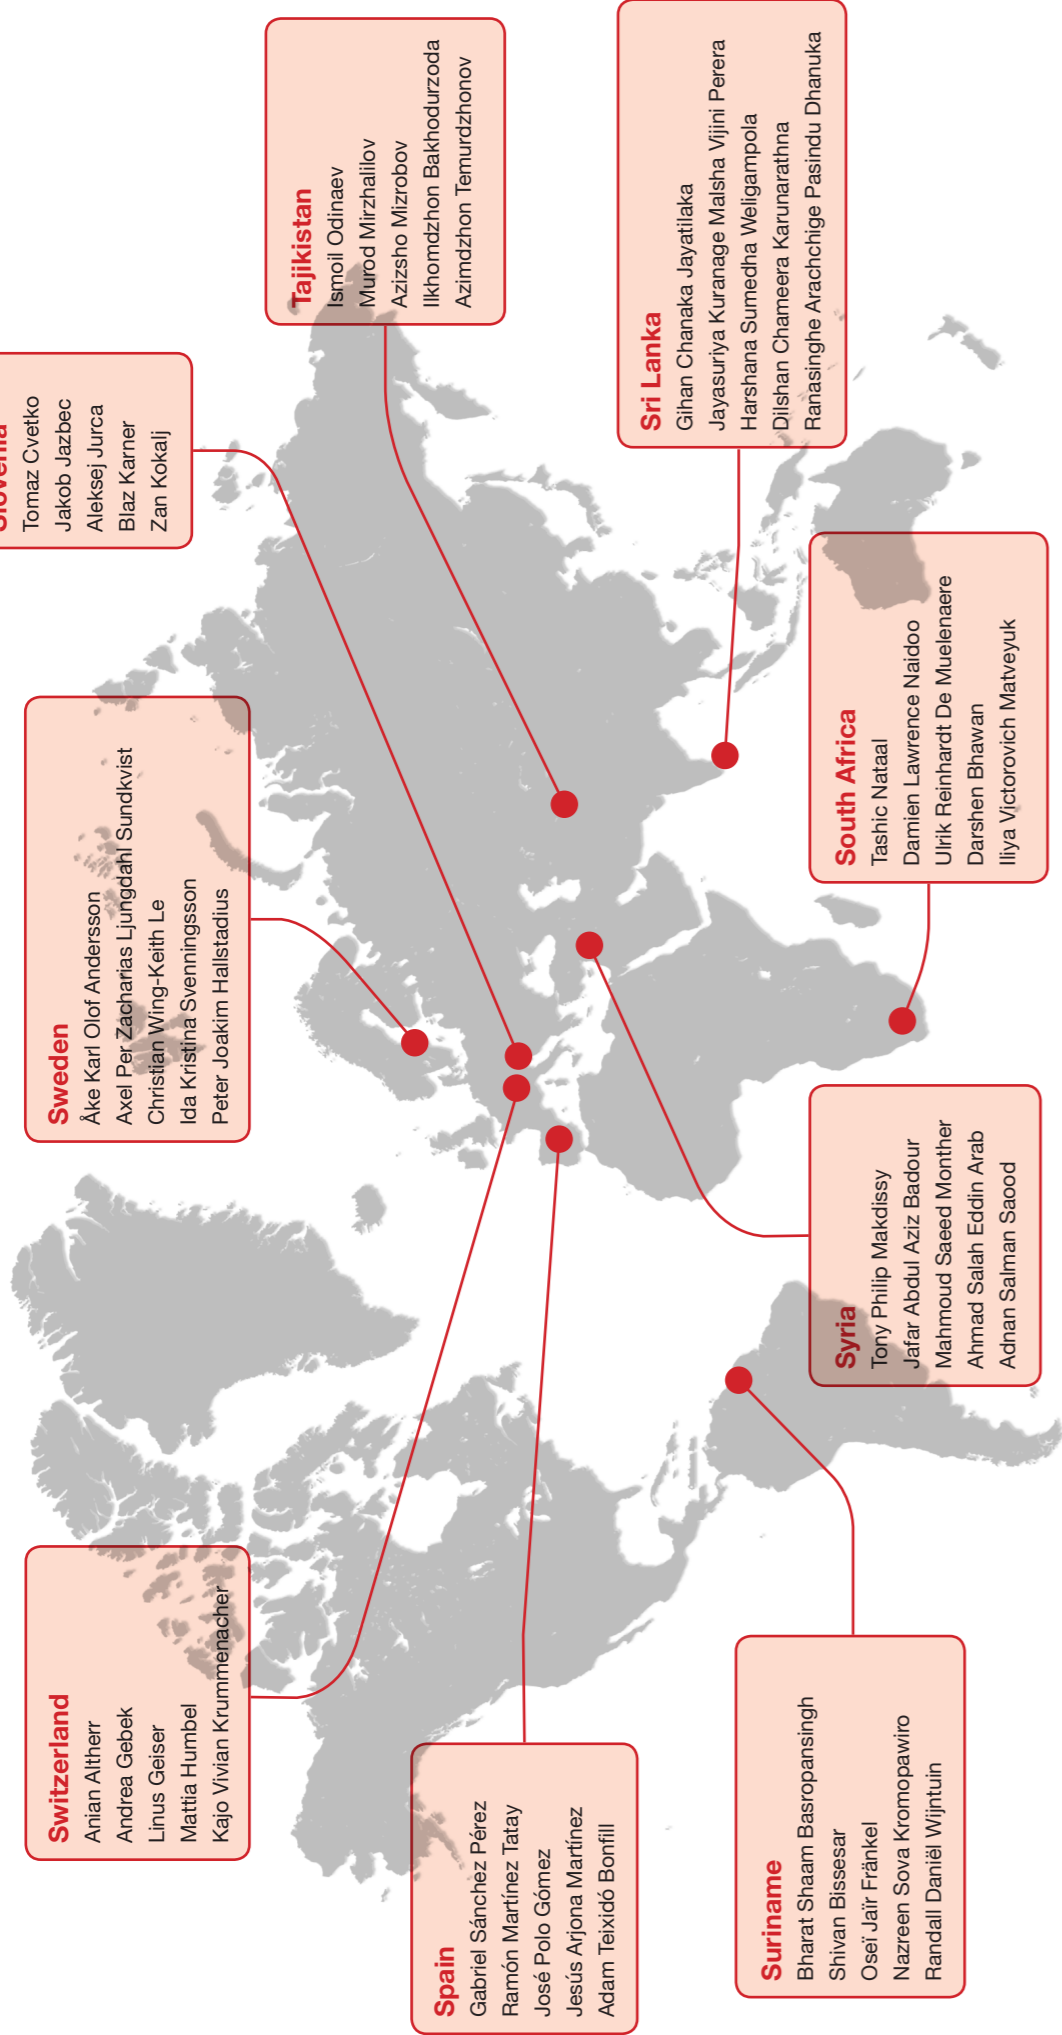 Slovenia
Tomaz Cvetko
Jakob Jazbec
Aleksej Jurca
Blaz Karner
Zan Kokalj
Switzerland
Anian Altherr
Andrea Gebek
Linus Geiser
Mattia Humbel
Kajo Vivian Krummenacher
Sweden
Åke Karl Olof Andersson
Axel Per Zacharias Ljungdahl Sundkvist
Christian Wing-Keith Le
Ida Kristina Svenningsson
Peter Joakim Hallstadius
Tajikistan
Ismoil Odinaev
Murod Mirzhalilov
Azizsho Mizrobov
Ilkhomdzhon Bakhodurzoda
Azimdzhon Temurdzhonov
Spain
Gabriel Sánchez Pérez
Ramón Martínez Tatay
José Polo Gómez
Jesús Arjona Martínez
Adam Teixidó Bonfill
Sri Lanka
Gihan Chanaka Jayatilaka
Jayasuriya Kuranage Malsha Vijini Perera
Harshana Sumedha Weligampola
Dilshan Chameera Karunarathna
Ranasinghe Arachchige Pasindu Dhanuka
Suriname
Bharat Shaam Basropansingh
Shivan Bissesar
Oseï Jaïr Fränkel
Nazreen Sova Kromopawiro
Randall Daniël Wijntuin
Syria
Tony Philip Makdissy
Jafar Abdul Aziz Badour
Mahmoud Saeed Monther
Ahmad Salah Eddin Arab
Adnan Salman Saood
South Africa
Tashic Nataal
Damien Lawrence Naidoo
Ulrik Reinhardt De Muelenaere
Darshen Bhawan
Iliya Vjctorovich Matveyuk